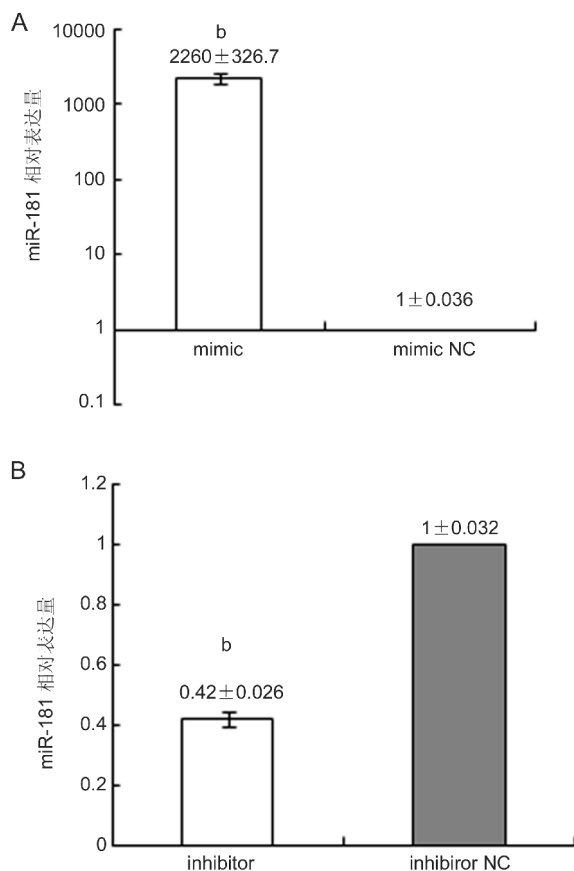 A
10000
1000
100
10
1
0.1
miR-181 相对表达量
b
2260±326.7
1±0.036
mimic
mimic NC
B
1.2
1
0.8
0.6
0.4
0.2
0
miR-181 相对表达量
b
0.42±0.026
1±0.032
inhibitor
inhibiror NC